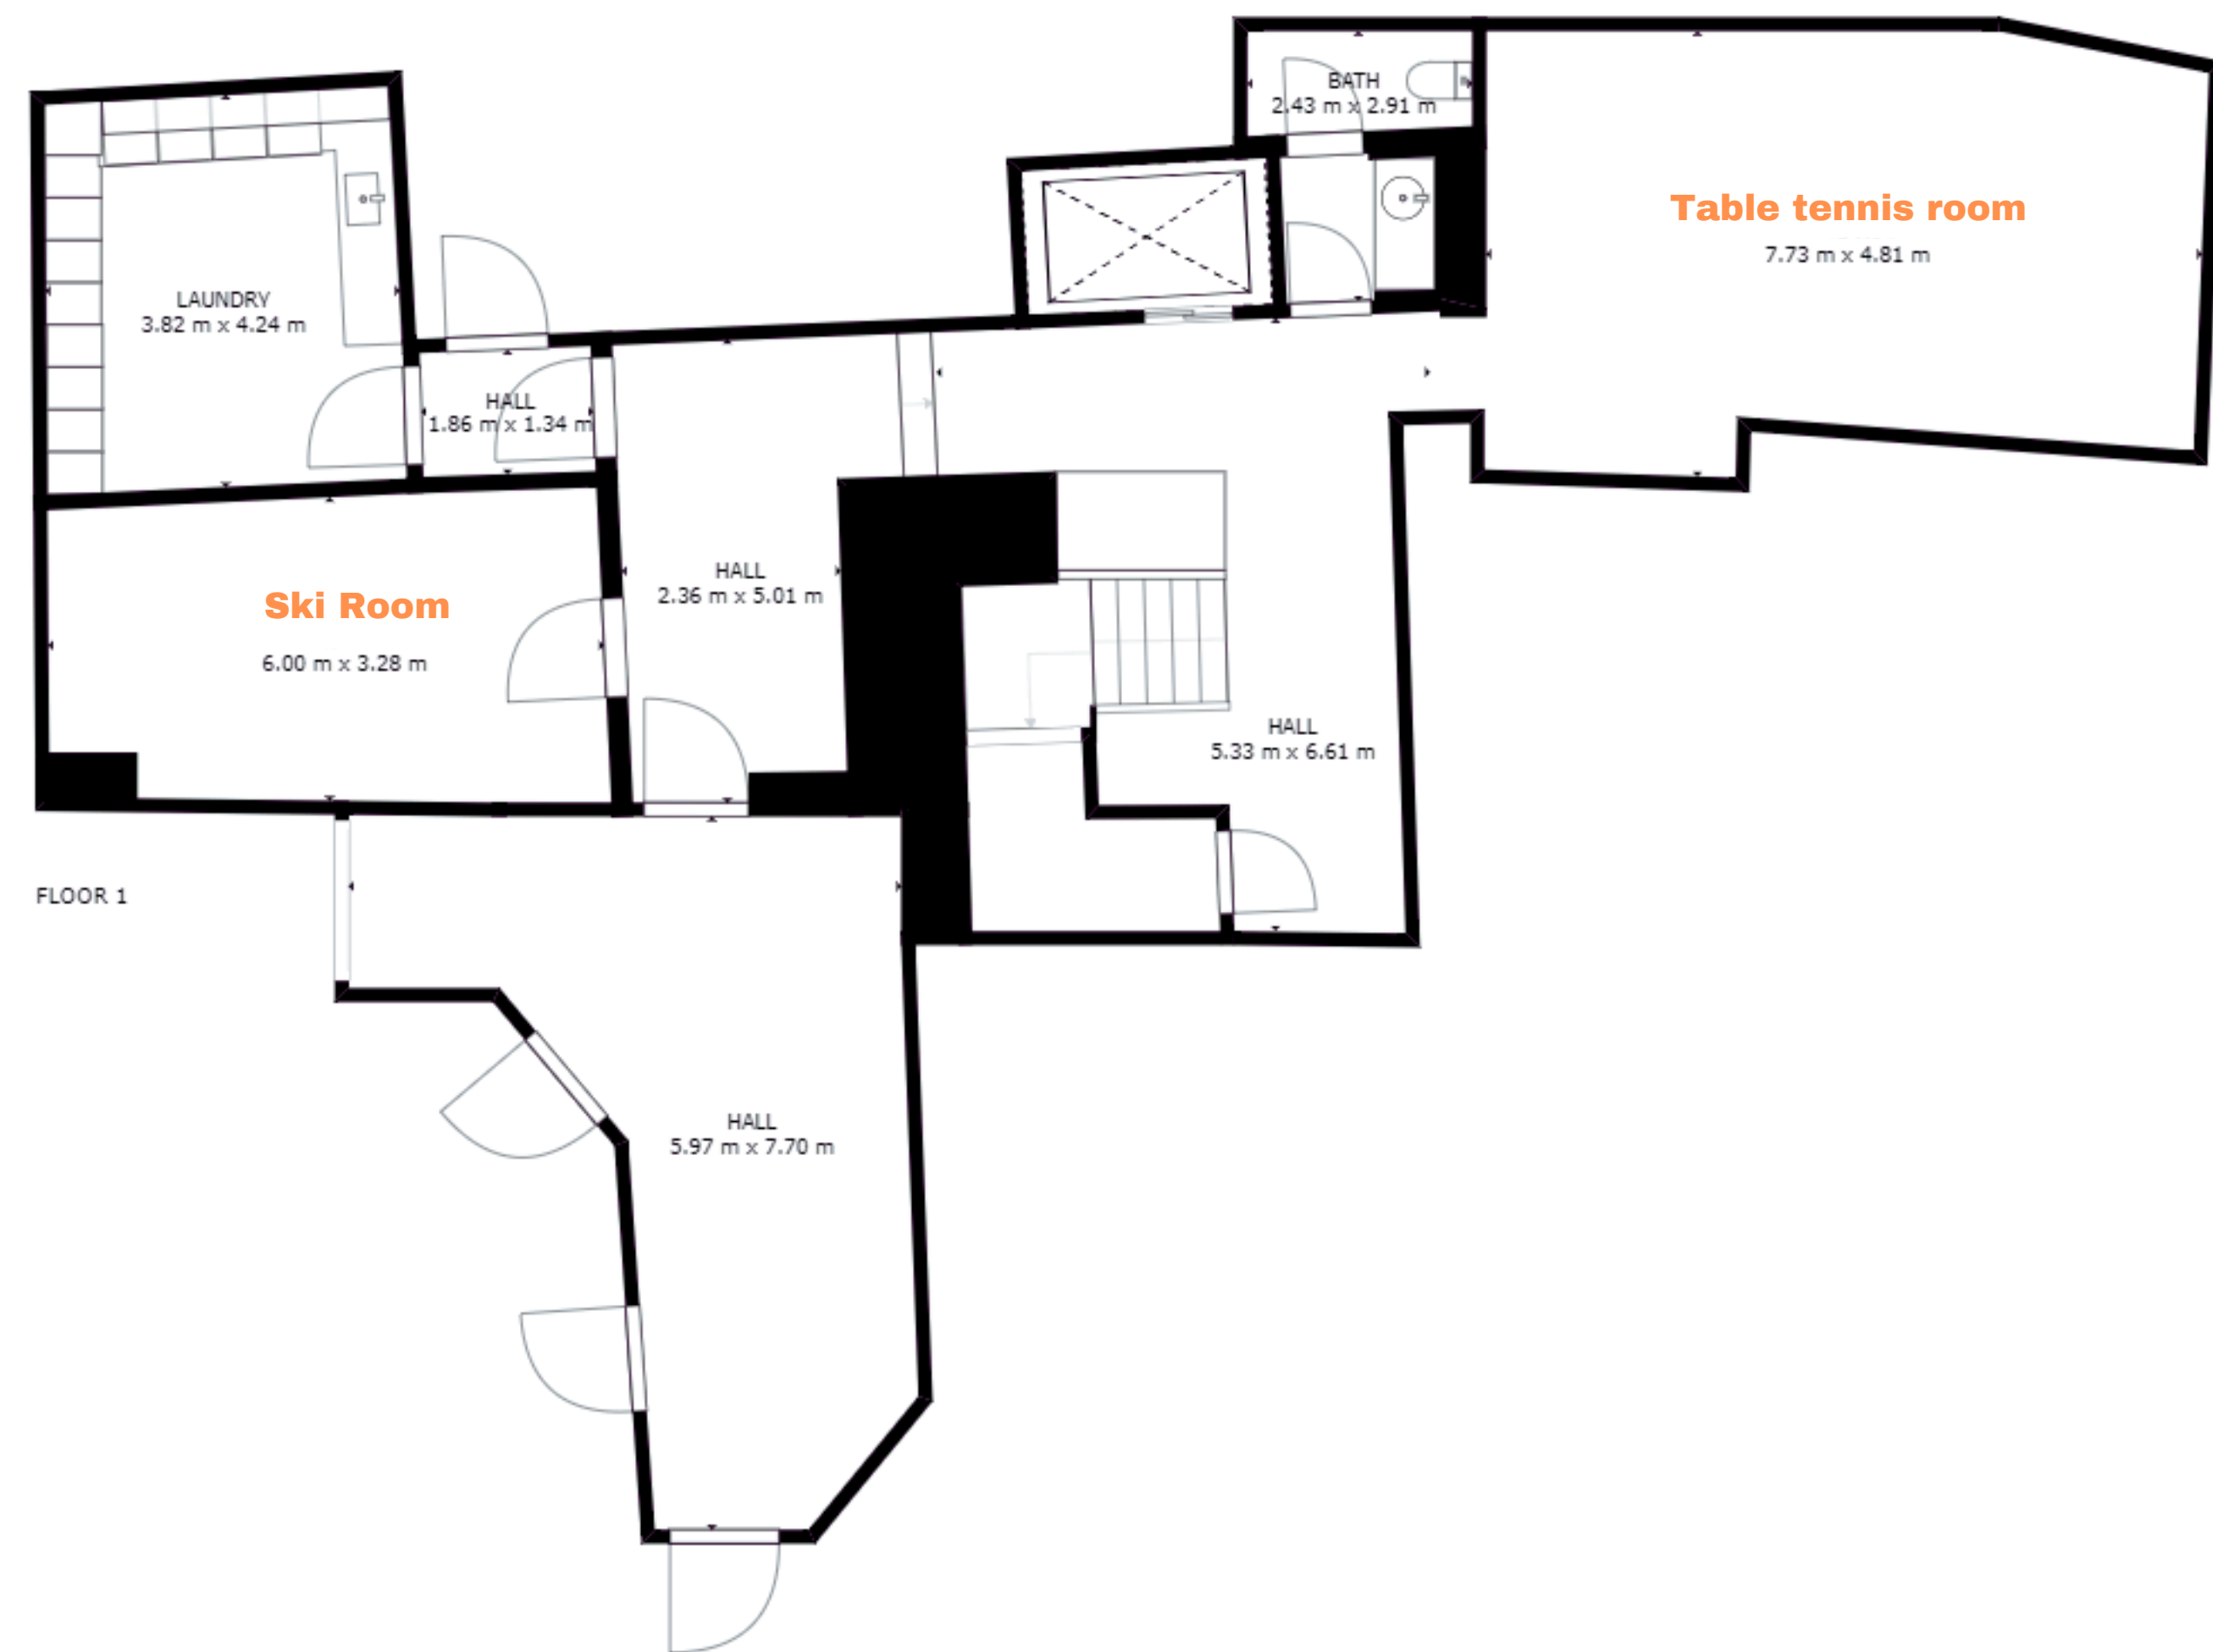 BATH
2.43 m x 2.91 m
Table tennis room
7.73 m x 4.81 m
LAUNDRY
3.82 m x 4.24 m
HALL
1.86 m x 1.34 m
HALL
2.36 m x 5.01 m
Ski Room
6.00 m x 3.28 m
HALL
5.33 m x 6.61 m
FLOOR 1
HALL
5.97 m x 7.70 m